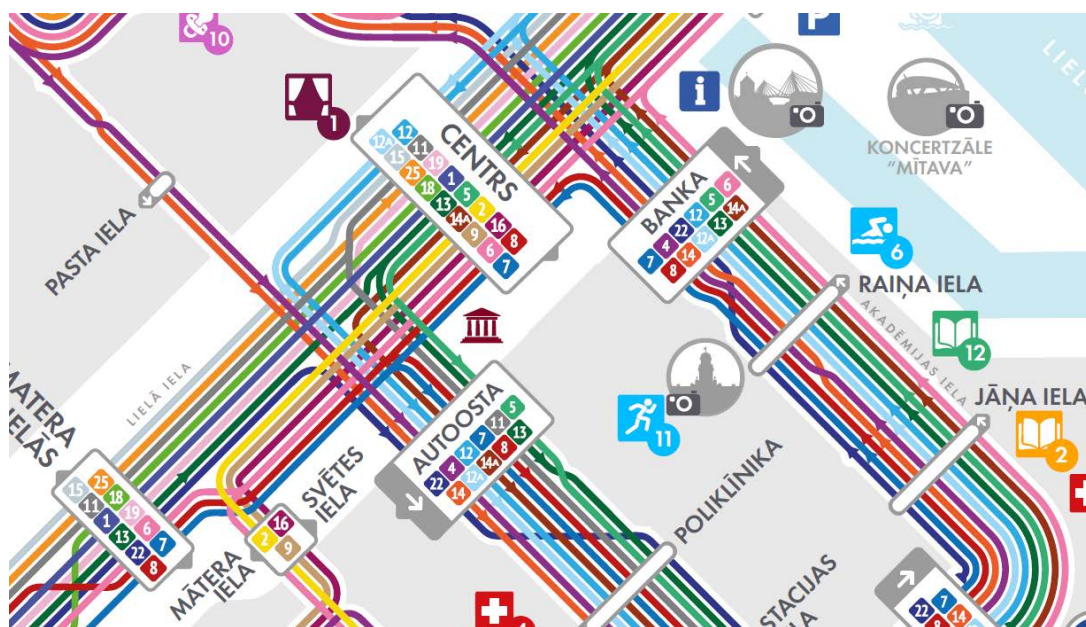 10
P
LIEL
1
i
CENTRS
12 11 19 1 5 2 16 8
12A 15 25 18 13 14A 9 6 7
BANKA
7 4 22 12 5 6
8 14 12A 13 14A
KONCERTZĀLE
"MĪTAVA"
6
PASTA IELA
RAIŅA IELA
AKADĒMIJAS IELA
12
LIELĀ IELA
11
JĀŅA IELA
2
ĀTERA
IELĀS
25 18 19 6 7
15 11 1 13 22 8
SVĒTES
IELA
MĀTERA
IELA
16
2 9
AUTOOSTA
22 4 12 7 11 5
14 12A 14A 8 13
POLIKLĪNIKA
STACIJAS
22 7 14
8